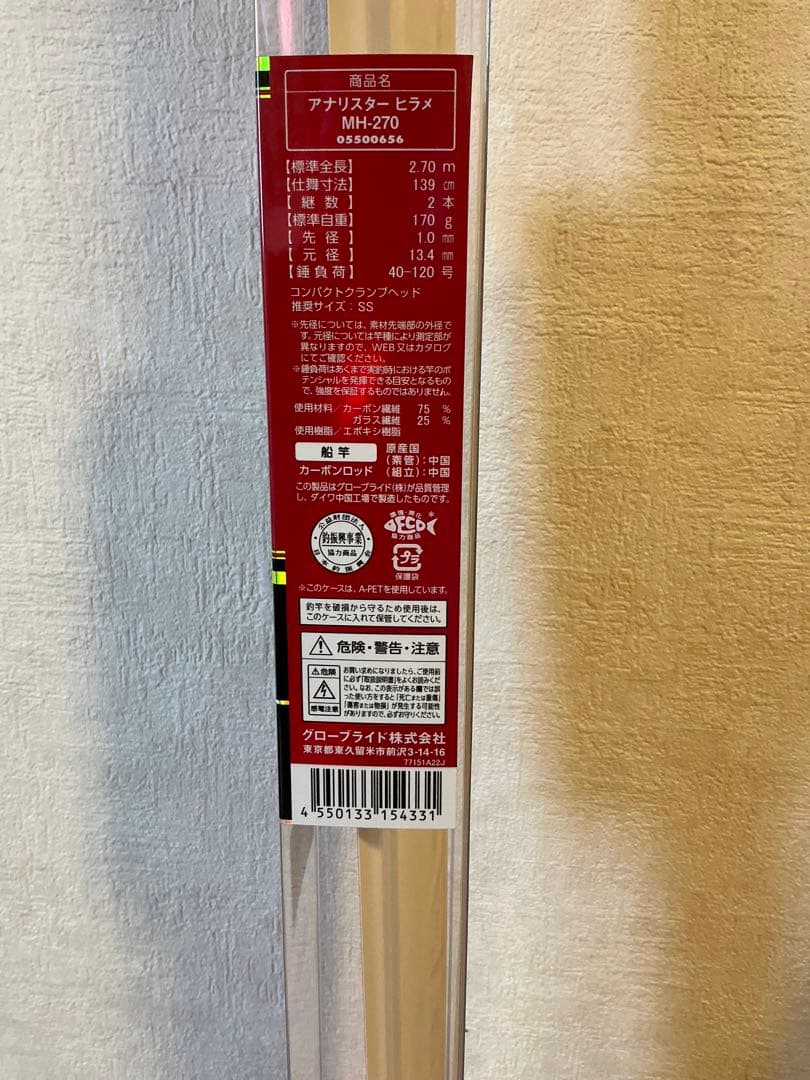 商品名
アナリスター ヒラメ
MH-270
05500656
【標準全長】 2.70 m
【仕舞寸法】 139 cm
【継数】 2 本
【標準自重】 170 g
【先径】 1.0 mm
【元径】 13.4 mm
【錘負荷】 40-120 号
コンパクトクランプヘッド
推奨サイズ：SS
※先径については、素材先端部の外径で
す。元径については竿種により測定部が
異なりますので、WEB又はカタログ
にてご確認ください。
※錘負荷はあくまで実釣時における竿のポ
テンシャルを発揮できる目安となるもの
で、強度を保証するものではありません。
使用材料／カーボン繊維 75 %
ガラス繊維 25 %
使用樹脂／エポキシ樹脂
船竿
カーボンロッド
原産国
(素管)：中国
(組立)：中国
この製品はグローブライド(株)が品質管理
し、ダイワ中国工場で製造したものです。
公益財団法人
釣振興事業
協力商品
日本釣振興会
環境・美化
ECO
協力商品
プラ
保護袋
※このケースは、A-PETを使用しています。
釣竿を破損から守るため使用後は、
このケースに入れて保管してください。
危険・警告・注意
危険
感電注意
お買い求めになりましたら、ご使用前
に必ず「取扱説明書」をよくお読みくださ
い。なお、この表示がある欄では誤
った使い方をすると「死亡または重傷」
「傷害または物損」が発生する可能性
がありますので、必ずお守りください。
グローブライド株式会社
東京都東久留米市前沢3-14-16
77151A22J
4 550133 154331